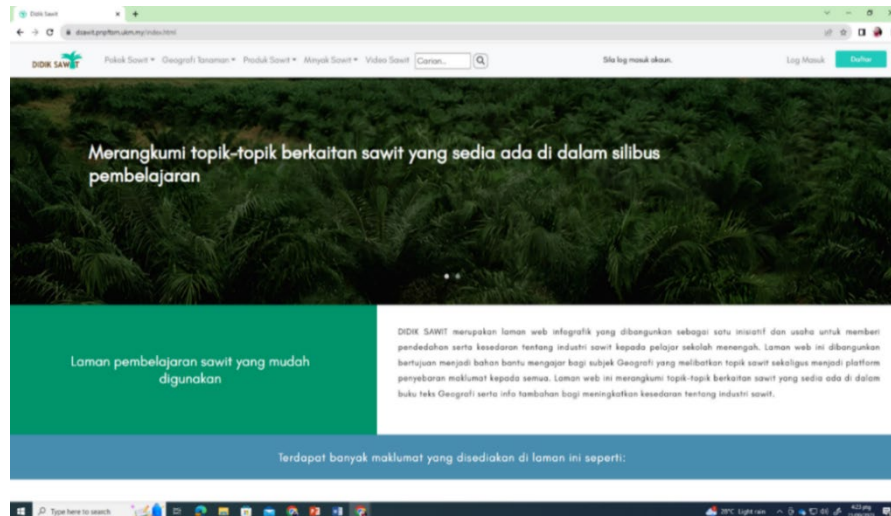 Didik Sawit
DIDIK SAWIT
Pokok Sawit
Geografi Tanaman
Produk Sawit
Minyak Sawit
Video Sawit
Carian..
Sila log masuk akaun.
Log Masuk
Daftar
Merangkumi topik-topik berkaitan sawit yang sedia ada di dalam silibus
pembelajaran
Laman pembelajaran sawit yang mudah
digunakan
DIDIK SAWIT merupakan laman web infografik yang dibangunkan sebagai satu inisiatif dan usaha untuk memberi
pendedahan serta kesedaran tentang industri sawit kepada pelajar sekolah menengah. Laman web ini dibangunkan
bertujuan menjadi bahan bantu mengajar bagi subjek Geografi yang melibatkan topik sawit sekaligus menjadi platform
penyebaran maklumat kepada semua. Laman web ini merangkumi topik-topik berkaitan sawit yang sedia ada di dalam
buku teks Geografi serta info tambahan bagi meningkatkan kesedaran tentang industri sawit.
Terdapat banyak maklumat yang disediakan di laman ini seperti:
Type here to search
Light rain